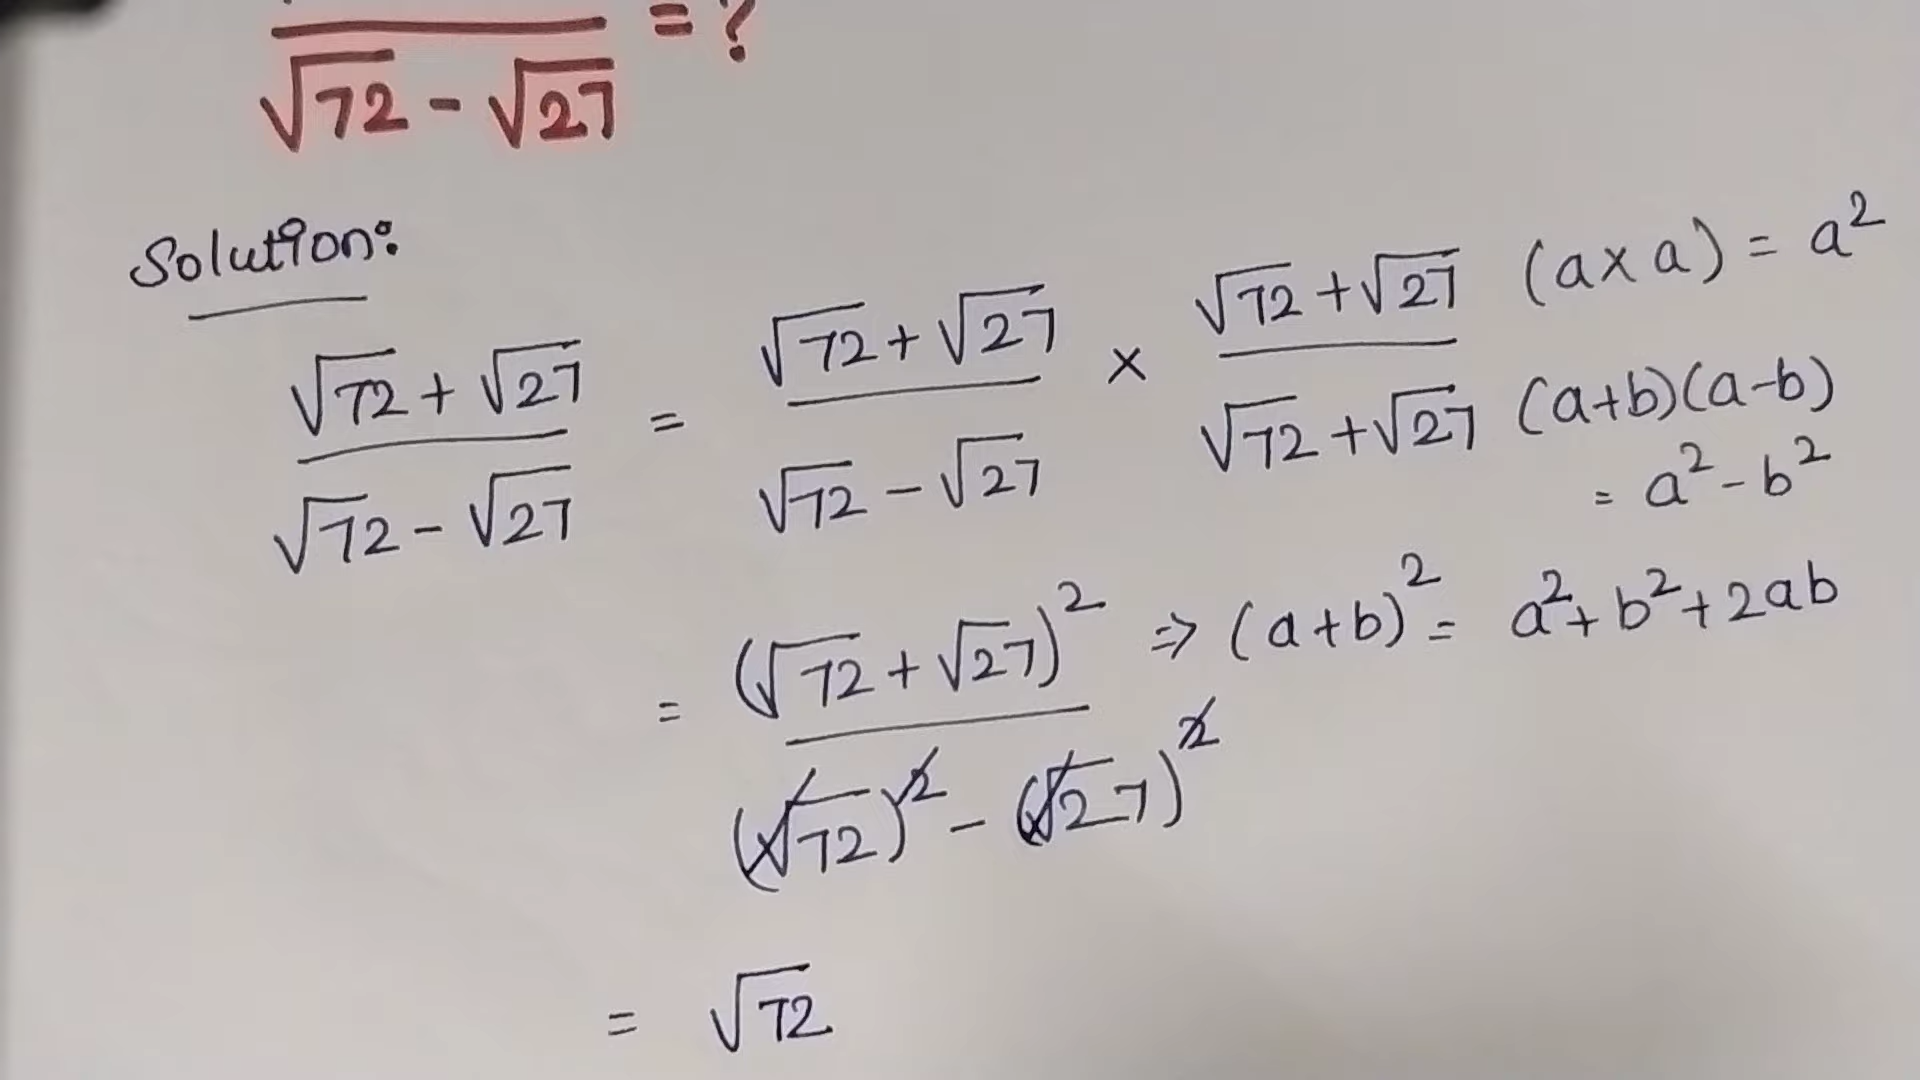 = ?
√72 - √27
Solution:
√72 + √27 / √72 - √27 = √72 + √27 / √72 - √27 × √72 + √27 / √72 + √27
(a x a) = a²
(a+b)(a-b)
= a² - b²
= (√72 + √27)² / (√72)² - (√27)² ⇒ (a+b)² = a² + b² + 2ab
= √72